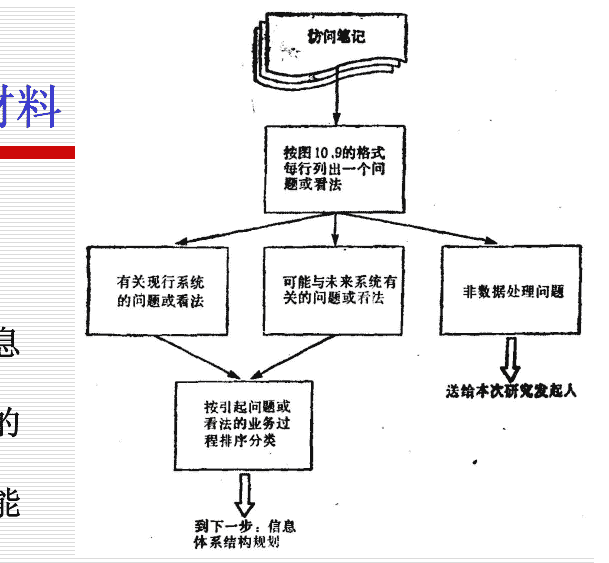 材料
息
的
能
访问笔记
按图10.9的格式
每行列出一个问
题或看法
有关现行系统
的问题或看法
可能与未来系统有
关的问题或看法
非数据处理问题
送给本次研究发起人
按引起问题或
看法的业务过
程排序分类
到下一步：信息
体系结构规划